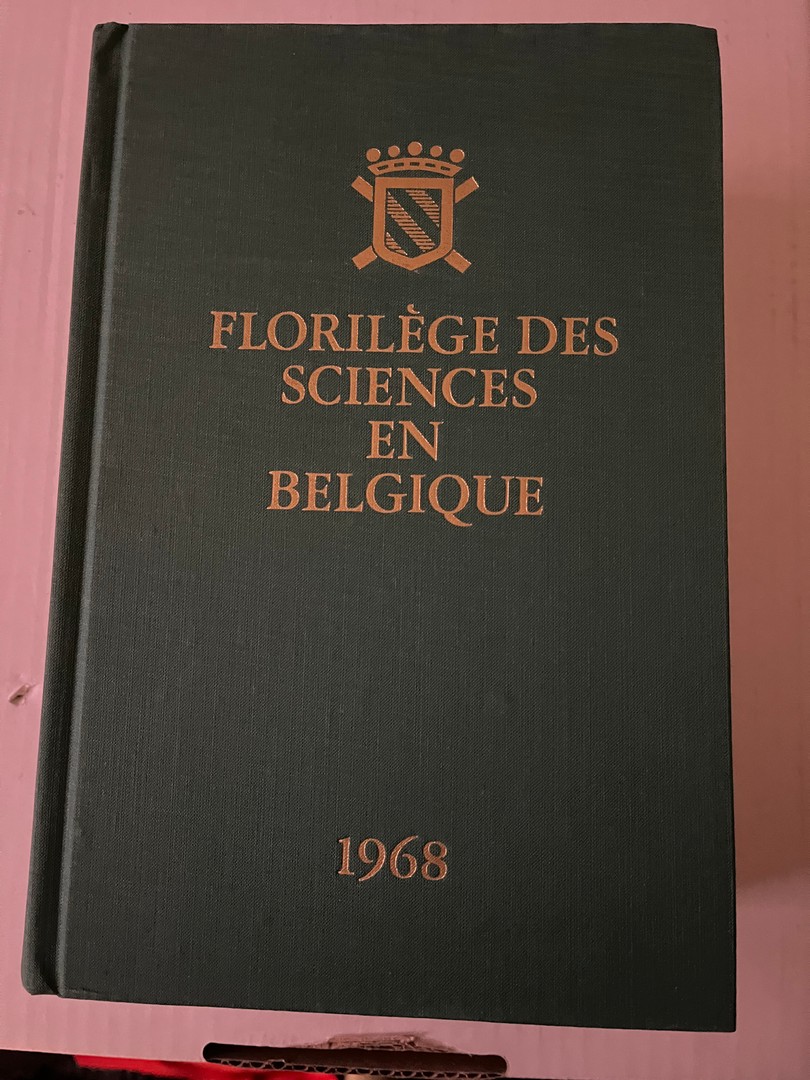 FLORILÈGE DES
SCIENCES
EN
BELGIQUE
1968